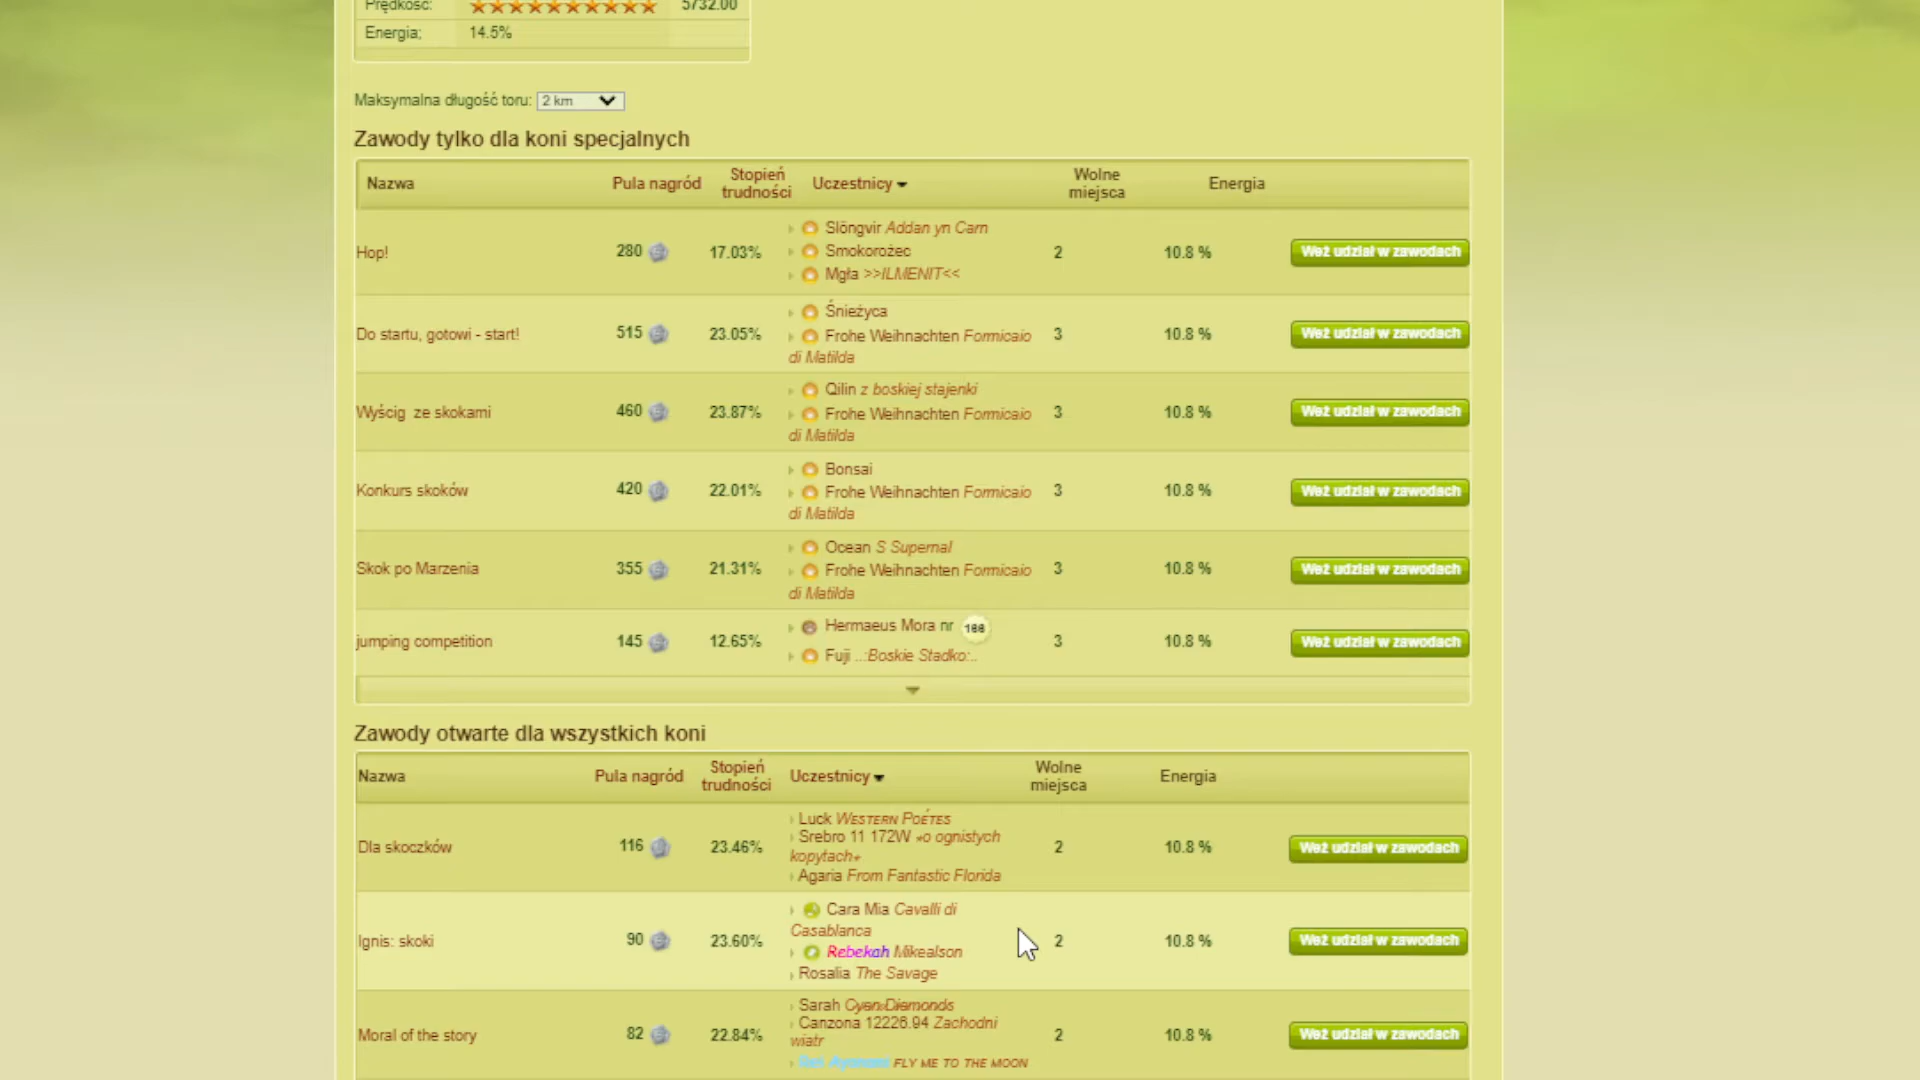 Prędkość: 5732.00
Energia; 14.5%
Maksymalna długość toru: 2 km
Zawody tylko dla koni specjalnych
Nazwa Pula nagród Stopień trudności Uczestnicy Wolne miejsca Energia
Hop! 280 17.03% Slöngvir Addan yn Carn 2 10.8 % Weź udział w zawodach
Smokorożec
Mgła >>ILMENIT<<
Do startu, gotowi - start! 515 23.05% Śnieżyca 3 10.8 % Weź udział w zawodach
Frohe Weihnachten Formicaio
di Matilda
Wyścig ze skokami 460 23.87% Qilin z boskiej stajenki 3 10.8 % Weź udział w zawodach
Frohe Weihnachten Formicaio
di Matilda
Konkurs skoków 420 22.01% Bonsai 3 10.8 % Weź udział w zawodach
Frohe Weihnachten Formicaio
di Matilda
Skok po Marzenia 355 21.31% Ocean S Supernal 3 10.8 % Weź udział w zawodach
Frohe Weihnachten Formicaio
di Matilda
jumping competition 145 12.65% Hermaeus Mora nr 168 3 10.8 % Weź udział w zawodach
Fuji ..:Boskie Stadko:..
Zawody otwarte dla wszystkich koni
Nazwa Pula nagród Stopień trudności Uczestnicy Wolne miejsca Energia
Dla skoczków 116 23.46% Luck WESTERN POÉTES 2 10.8 % Weź udział w zawodach
Srebro 11 172W «o ognistych
kopytach»
Agaria From Fantastic Florida
Ignis: skoki 90 23.60% Cara Mia Cavalli di 2 10.8 % Weź udział w zawodach
Casablanca
Rebekah Mikealson
Rosalia The Savage
Moral of the story 82 22.84% Sarah Cyan Diamonds 2 10.8 % Weź udział w zawodach
Canzona 12226.94 Zachodni
wiatr
FLY ME TO THE MOON